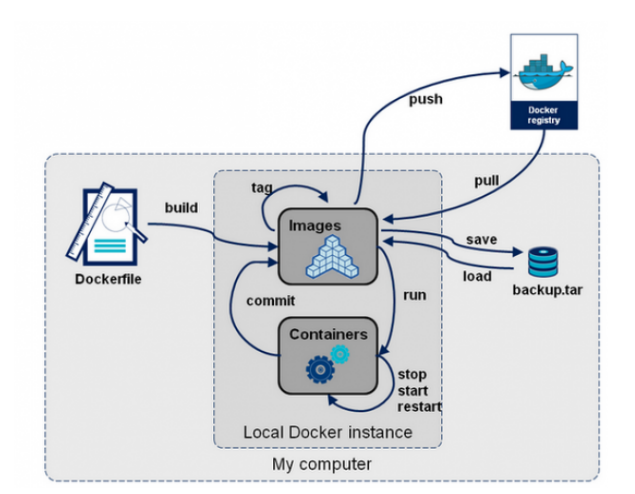 push
Docker
registry
pull
tag
build
Images
save
load
Dockerfile
backup.tar
commit
run
Containers
stop
start
restart
Local Docker instance
My computer